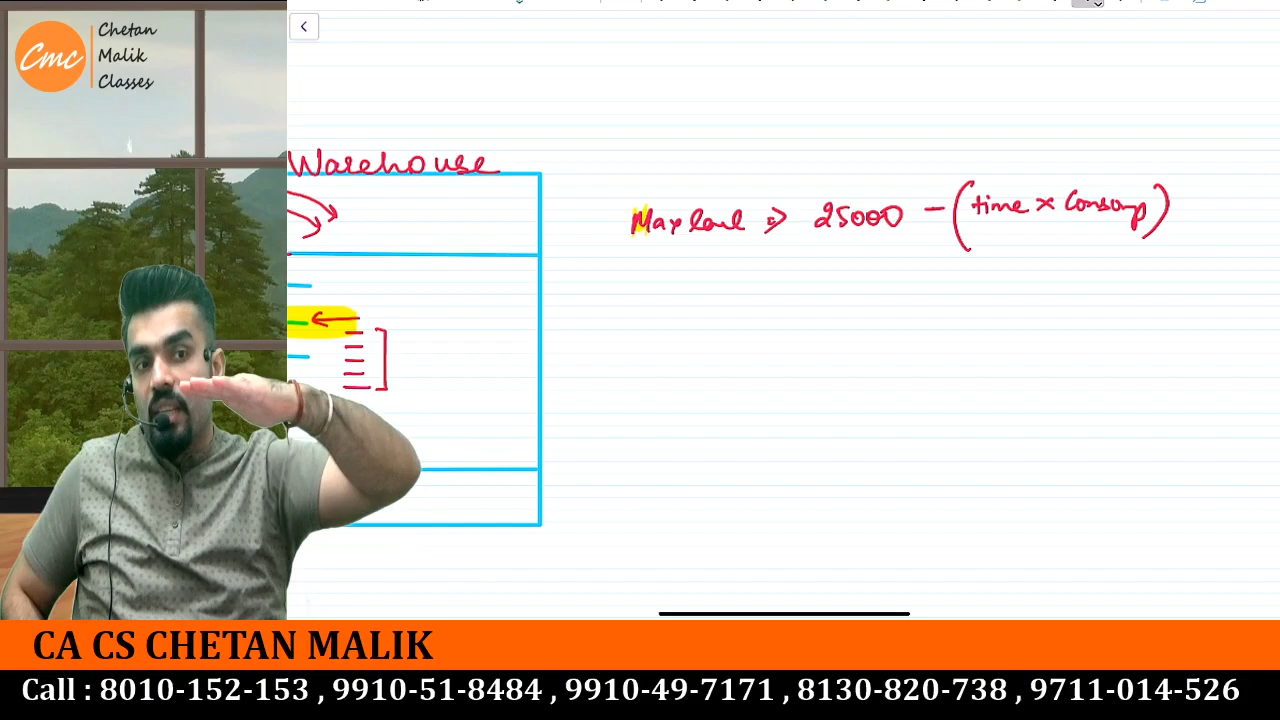 Cmc
Chetan
Malik
Classes
Warehouse
Max level ⇒ 25000 – (time × Consump)
CA CS CHETAN MALIK
Call : 8010-152-153 , 9910-51-8484 , 9910-49-7171 , 8130-820-738 , 9711-014-526